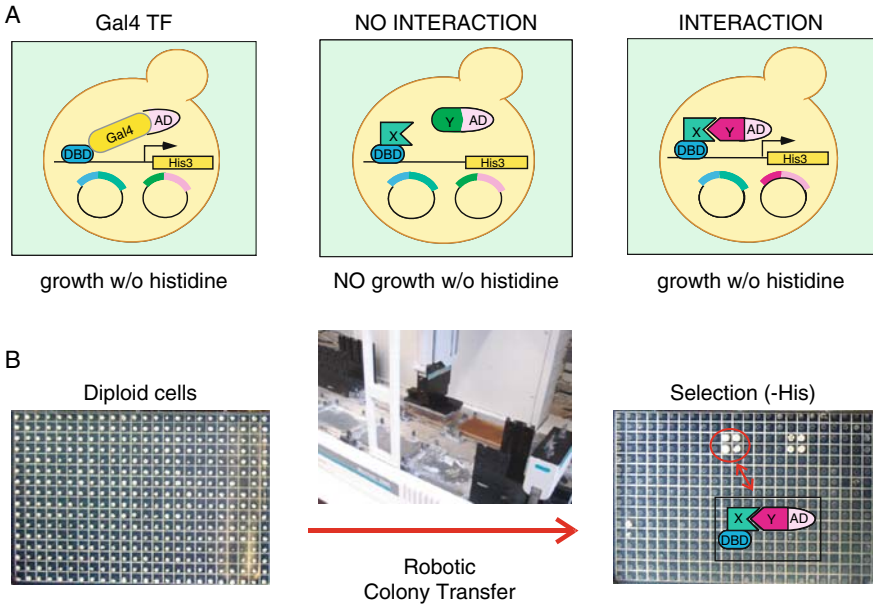 A
Gal4 TF
NO INTERACTION
INTERACTION
Gal4
AD
DBD
His3
Y
AD
X
DBD
His3
X
Y
AD
DBD
His3
growth w/o histidine
NO growth w/o histidine
growth w/o histidine
B
Diploid cells
Selection (-His)
X
Y
AD
DBD
Robotic
Colony Transfer